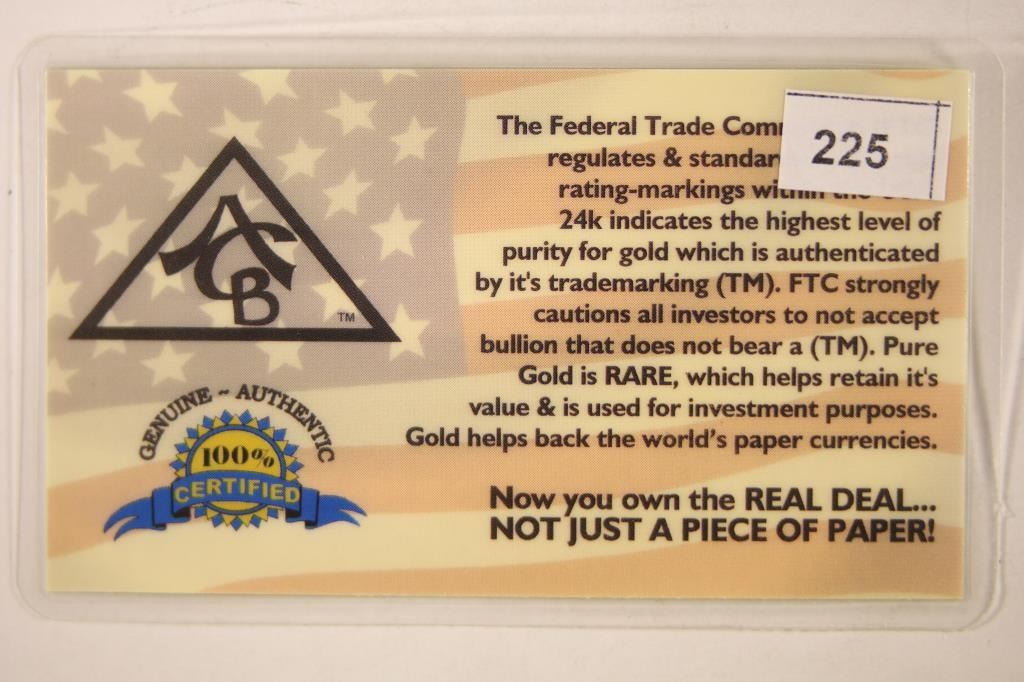 The Federal Trade Com
regulates & standar
rating-markings within the
24k indicates the highest level of
purity for gold which is authenticated
by it's trademarking (TM). FTC strongly
cautions all investors to not accept
bullion that does not bear a (TM). Pure
Gold is RARE, which helps retain it's
value & is used for investment purposes.
Gold helps back the world's paper currencies.
Now you own the REAL DEAL...
NOT JUST A PIECE OF PAPER!
225
ACB
TM
GENUINE ~ AUTHENTIC
100%
CERTIFIED